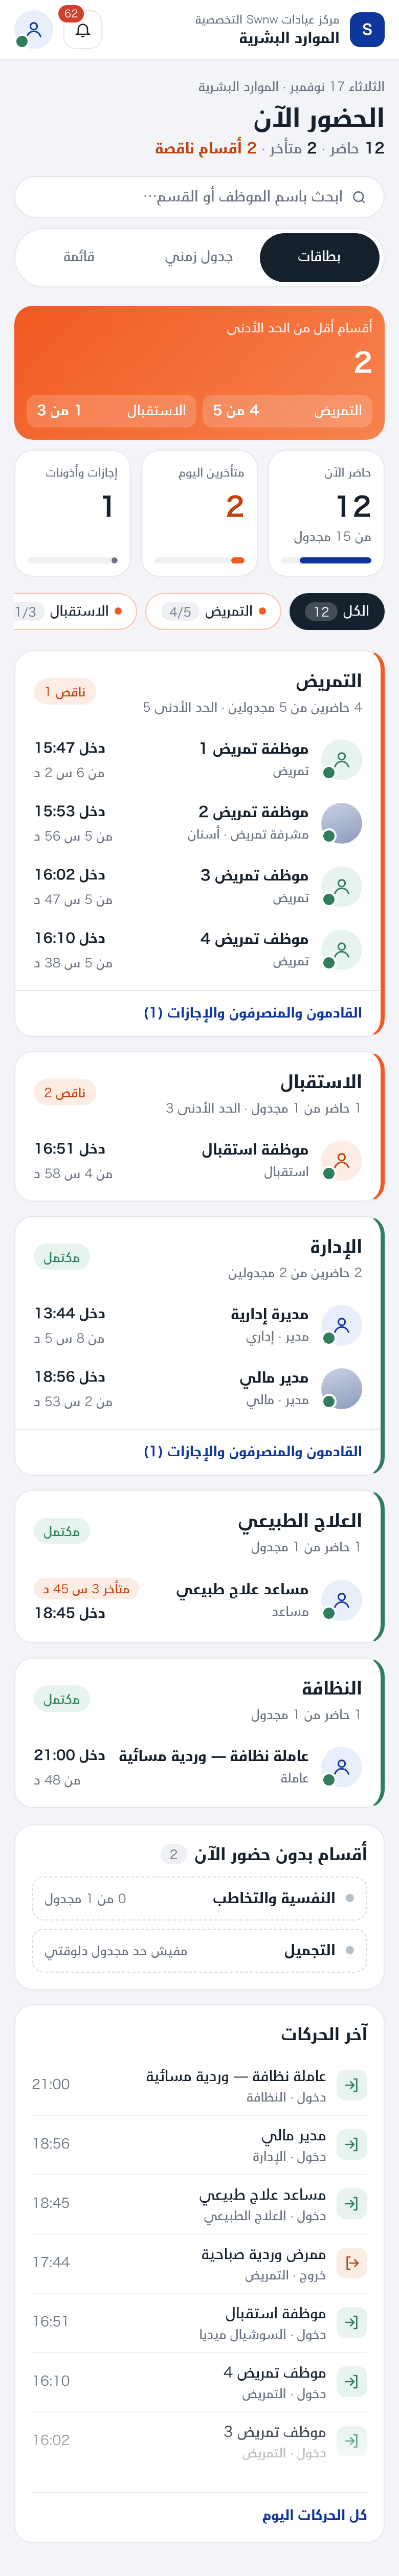 S
مركز عيادات Swnw التخصصية
الموارد البشرية
62
الثلاثاء 17 نوفمبر · الموارد البشرية
الحضور الآن
12 حاضر · 2 متأخر · 2 أقسام ناقصة
ابحث باسم الموظف أو القسم...
بطاقات
جدول زمني
قائمة
أقسام أقل من الحد الأدنى
2
التمريض 4 من 5
الاستقبال 1 من 3
حاضر الآن
12
من 15 مجدول
متأخرين اليوم
2
إجازات وأذونات
1
الكل 12
التمريض 4/5
الاستقبال 1/3
التمريض
ناقص 1
4 حاضرين من 5 مجدولين · الحد الأدنى 5
موظفة تمريض 1
دخل 15:47
تمريض
من 6 س 2 د
موظفة تمريض 2
دخل 15:53
مشرفة تمريض · أسنان
من 5 س 56 د
موظف تمريض 3
دخل 16:02
تمريض
من 5 س 47 د
موظف تمريض 4
دخل 16:10
تمريض
من 5 س 38 د
القادمون والمنصرفون والإجازات (1)
الاستقبال
ناقص 2
1 حاضر من 1 مجدول · الحد الأدنى 3
موظفة استقبال
دخل 16:51
استقبال
من 4 س 58 د
الإدارة
مكتمل
2 حاضرين من 2 مجدولين
مديرة إدارية
دخل 13:44
مدير · إداري
من 8 س 5 د
مدير مالي
دخل 18:56
مدير · مالي
من 2 س 53 د
القادمون والمنصرفون والإجازات (1)
العلاج الطبيعي
مكتمل
1 حاضر من 1 مجدول
مساعد علاج طبيعي
متأخر 3 س 45 د
مساعد
دخل 18:45
النظافة
مكتمل
1 حاضر من 1 مجدول
عاملة نظافة — وردية مسائية
دخل 21:00
عاملة
من 48 د
أقسام بدون حضور الآن 2
النفسية والتخاطب
0 من 1 مجدول
التجميل
مفيش حد مجدول دلوقتي
آخر الحركات
عاملة نظافة — وردية مسائية
دخول · النظافة
21:00
مدير مالي
دخول · الإدارة
18:56
مساعد علاج طبيعي
دخول · العلاج الطبيعي
18:45
ممرض وردية صباحية
خروج · التمريض
17:44
موظفة استقبال
دخول · السوشيال ميديا
16:51
موظف تمريض 4
دخول · التمريض
16:10
موظف تمريض 3
دخول · التمريض
16:02
كل الحركات اليوم